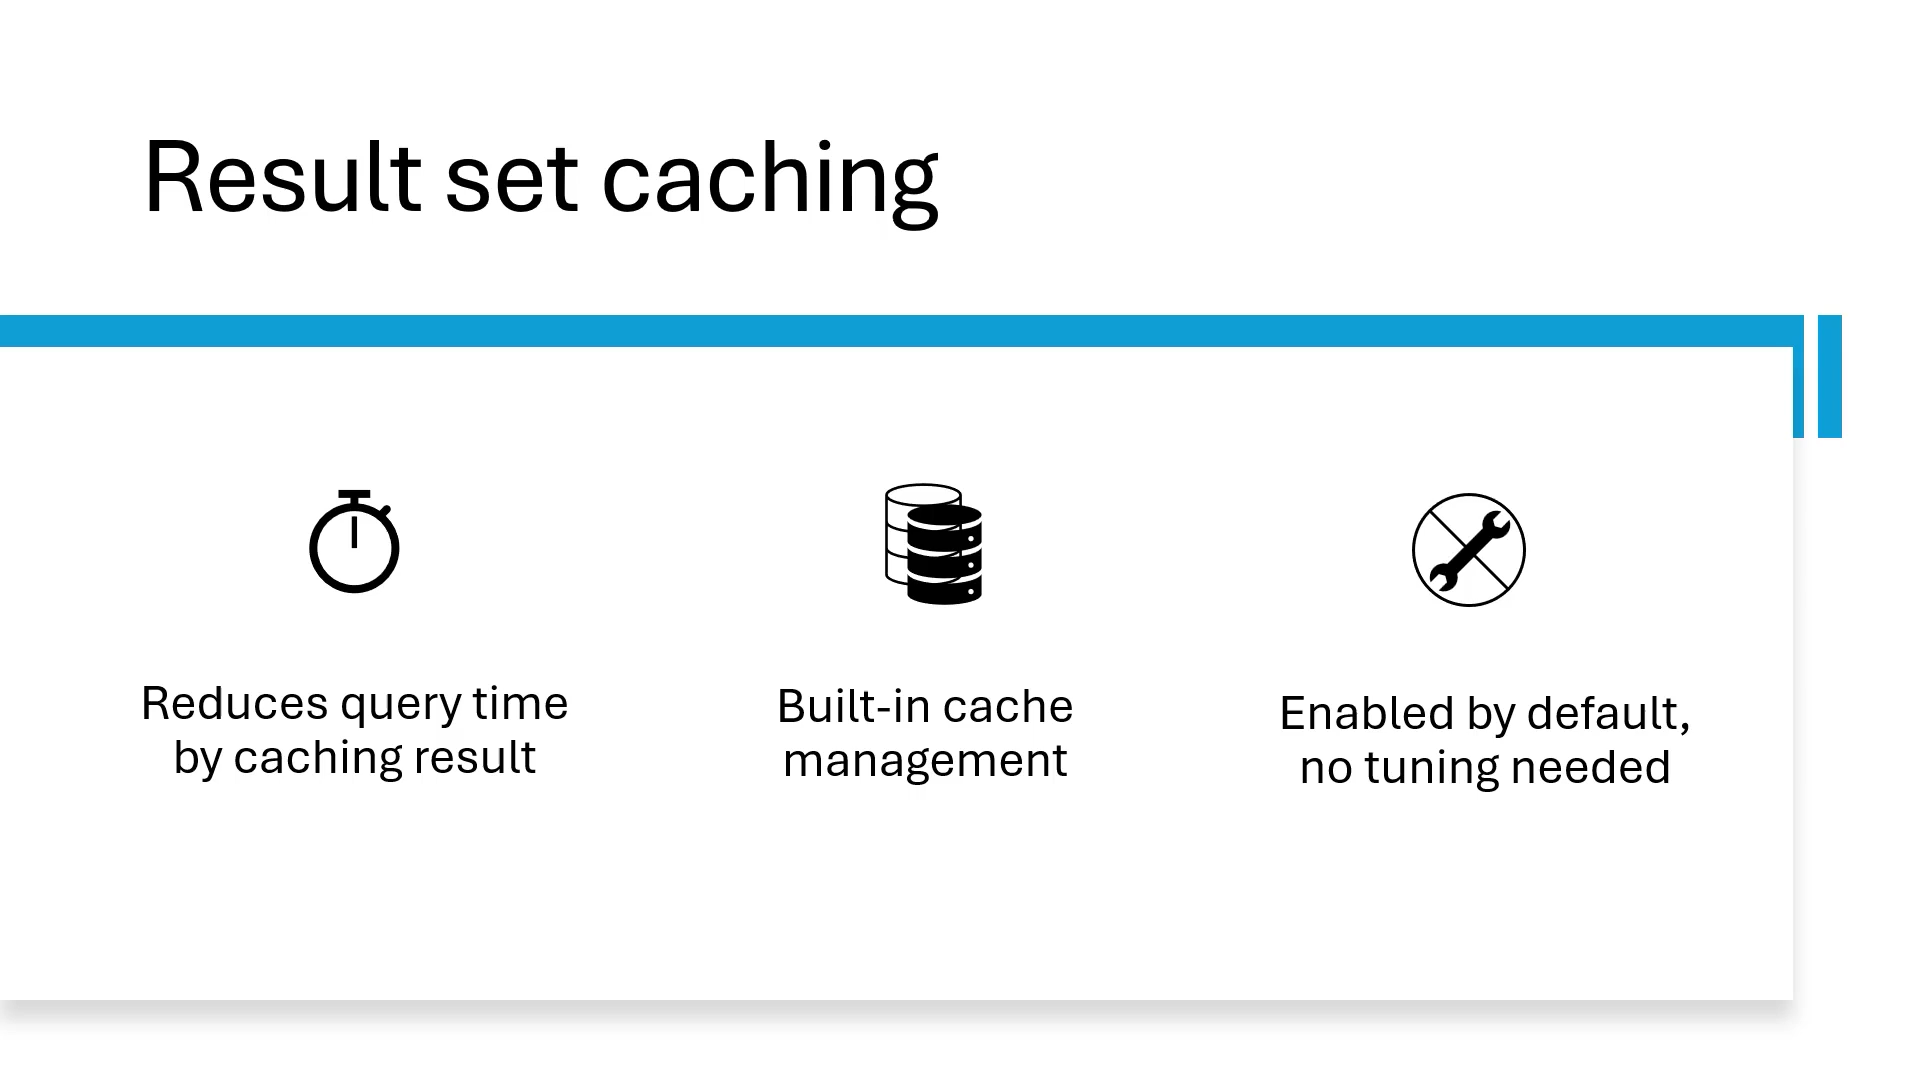 Result set caching
Reduces query time
by caching result
Built-in cache
management
Enabled by default,
no tuning needed